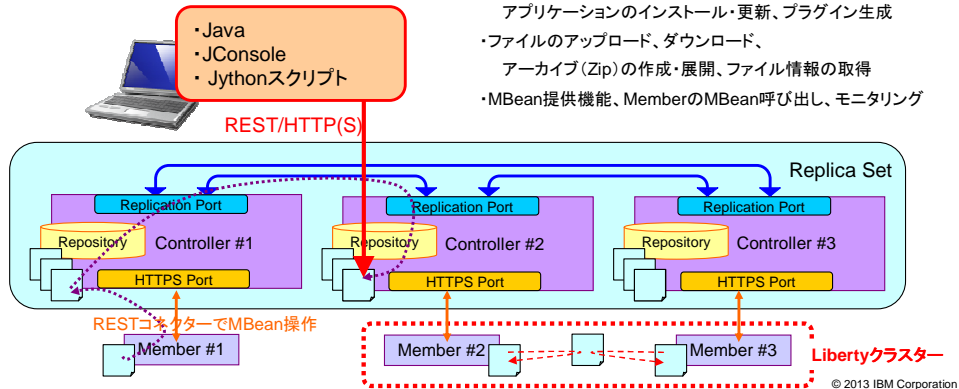 アプリケーションのインストール・更新、プラグイン生成
・ファイルのアップロード、ダウンロード、
アーカイブ(Zip)の作成・展開、ファイル情報の取得
・MBean提供機能、MemberのMBean呼び出し、モニタリング
・Java
・JConsole
・Jythonスクリプト
REST/HTTP(S)
Replica Set
Replication Port
Replication Port
Replication Port
Repository
Controller #1
Repository
Controller #2
Repository
Controller #3
HTTPS Port
HTTPS Port
HTTPS Port
RESTコネクターでMBean操作
Member #1
Member #2
Member #3
Libertyクラスター
© 2013 IBM Corporation